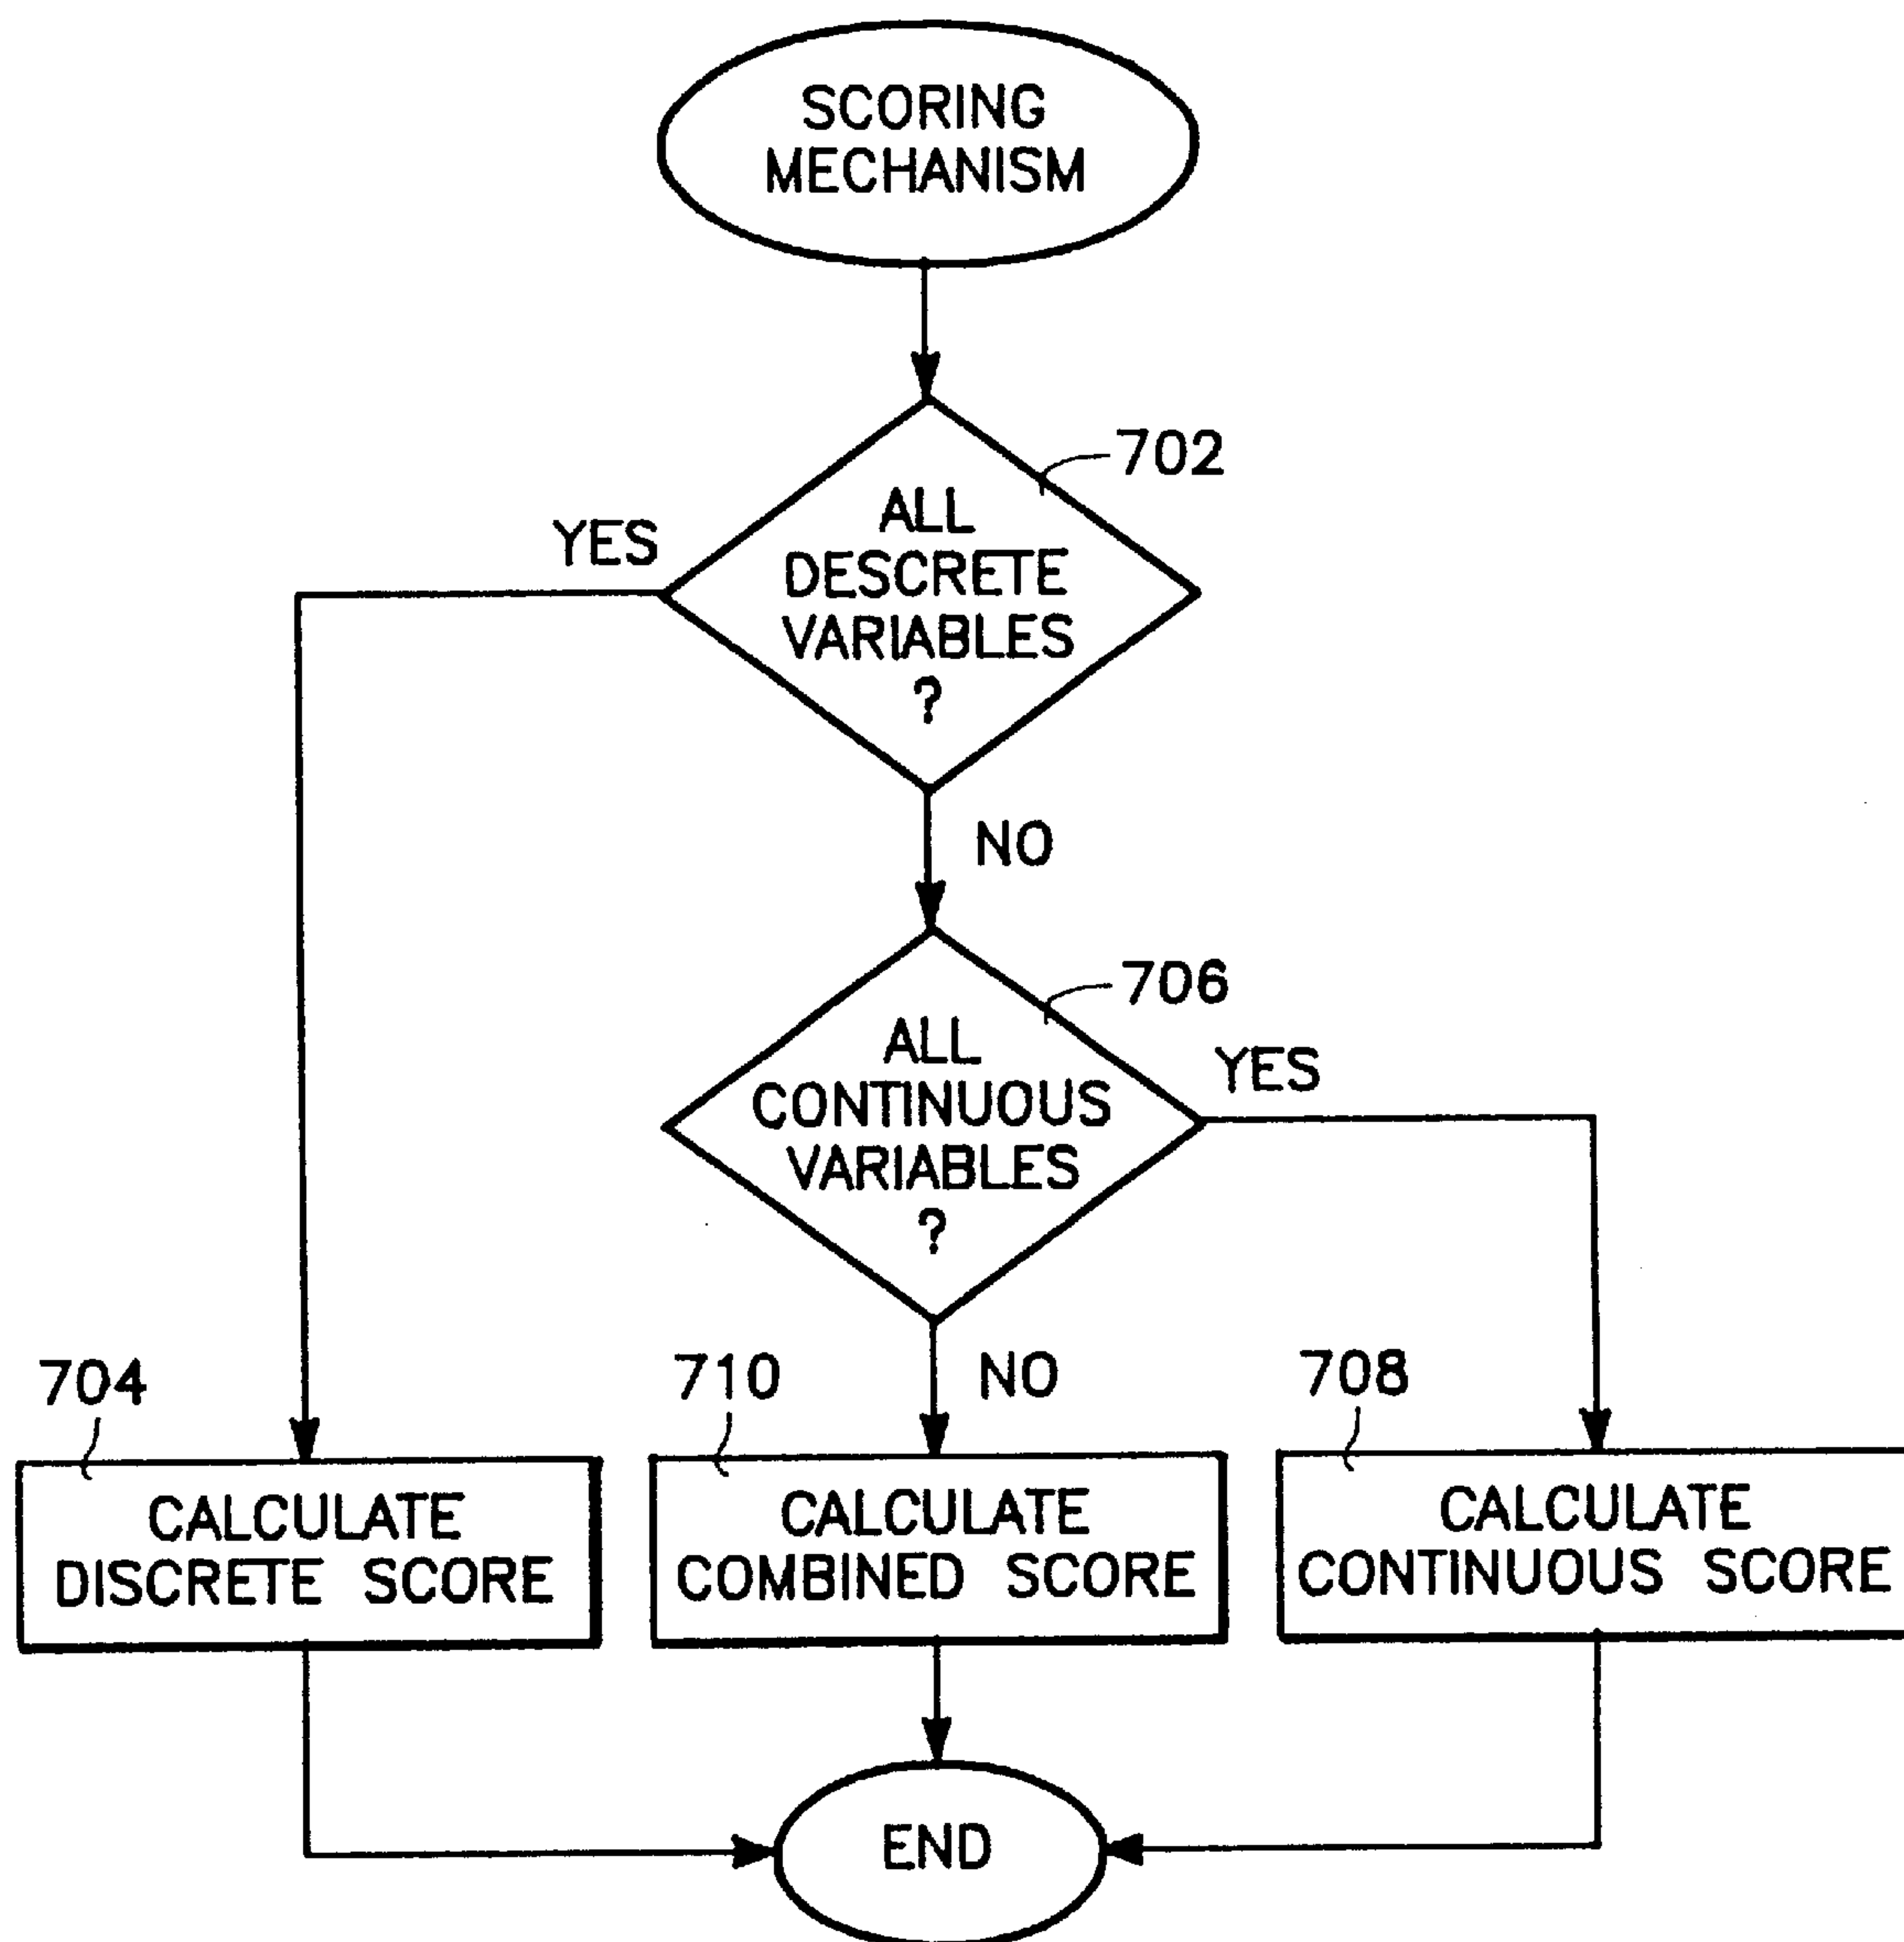 SCORING
MECHANISM
702
ALL
DESCRETE
VARIABLES
?
YES
NO
706
ALL
CONTINUOUS
VARIABLES
?
YES
NO
704
CALCULATE
DISCRETE SCORE
710
CALCULATE
COMBINED SCORE
708
CALCULATE
CONTINUOUS SCORE
END